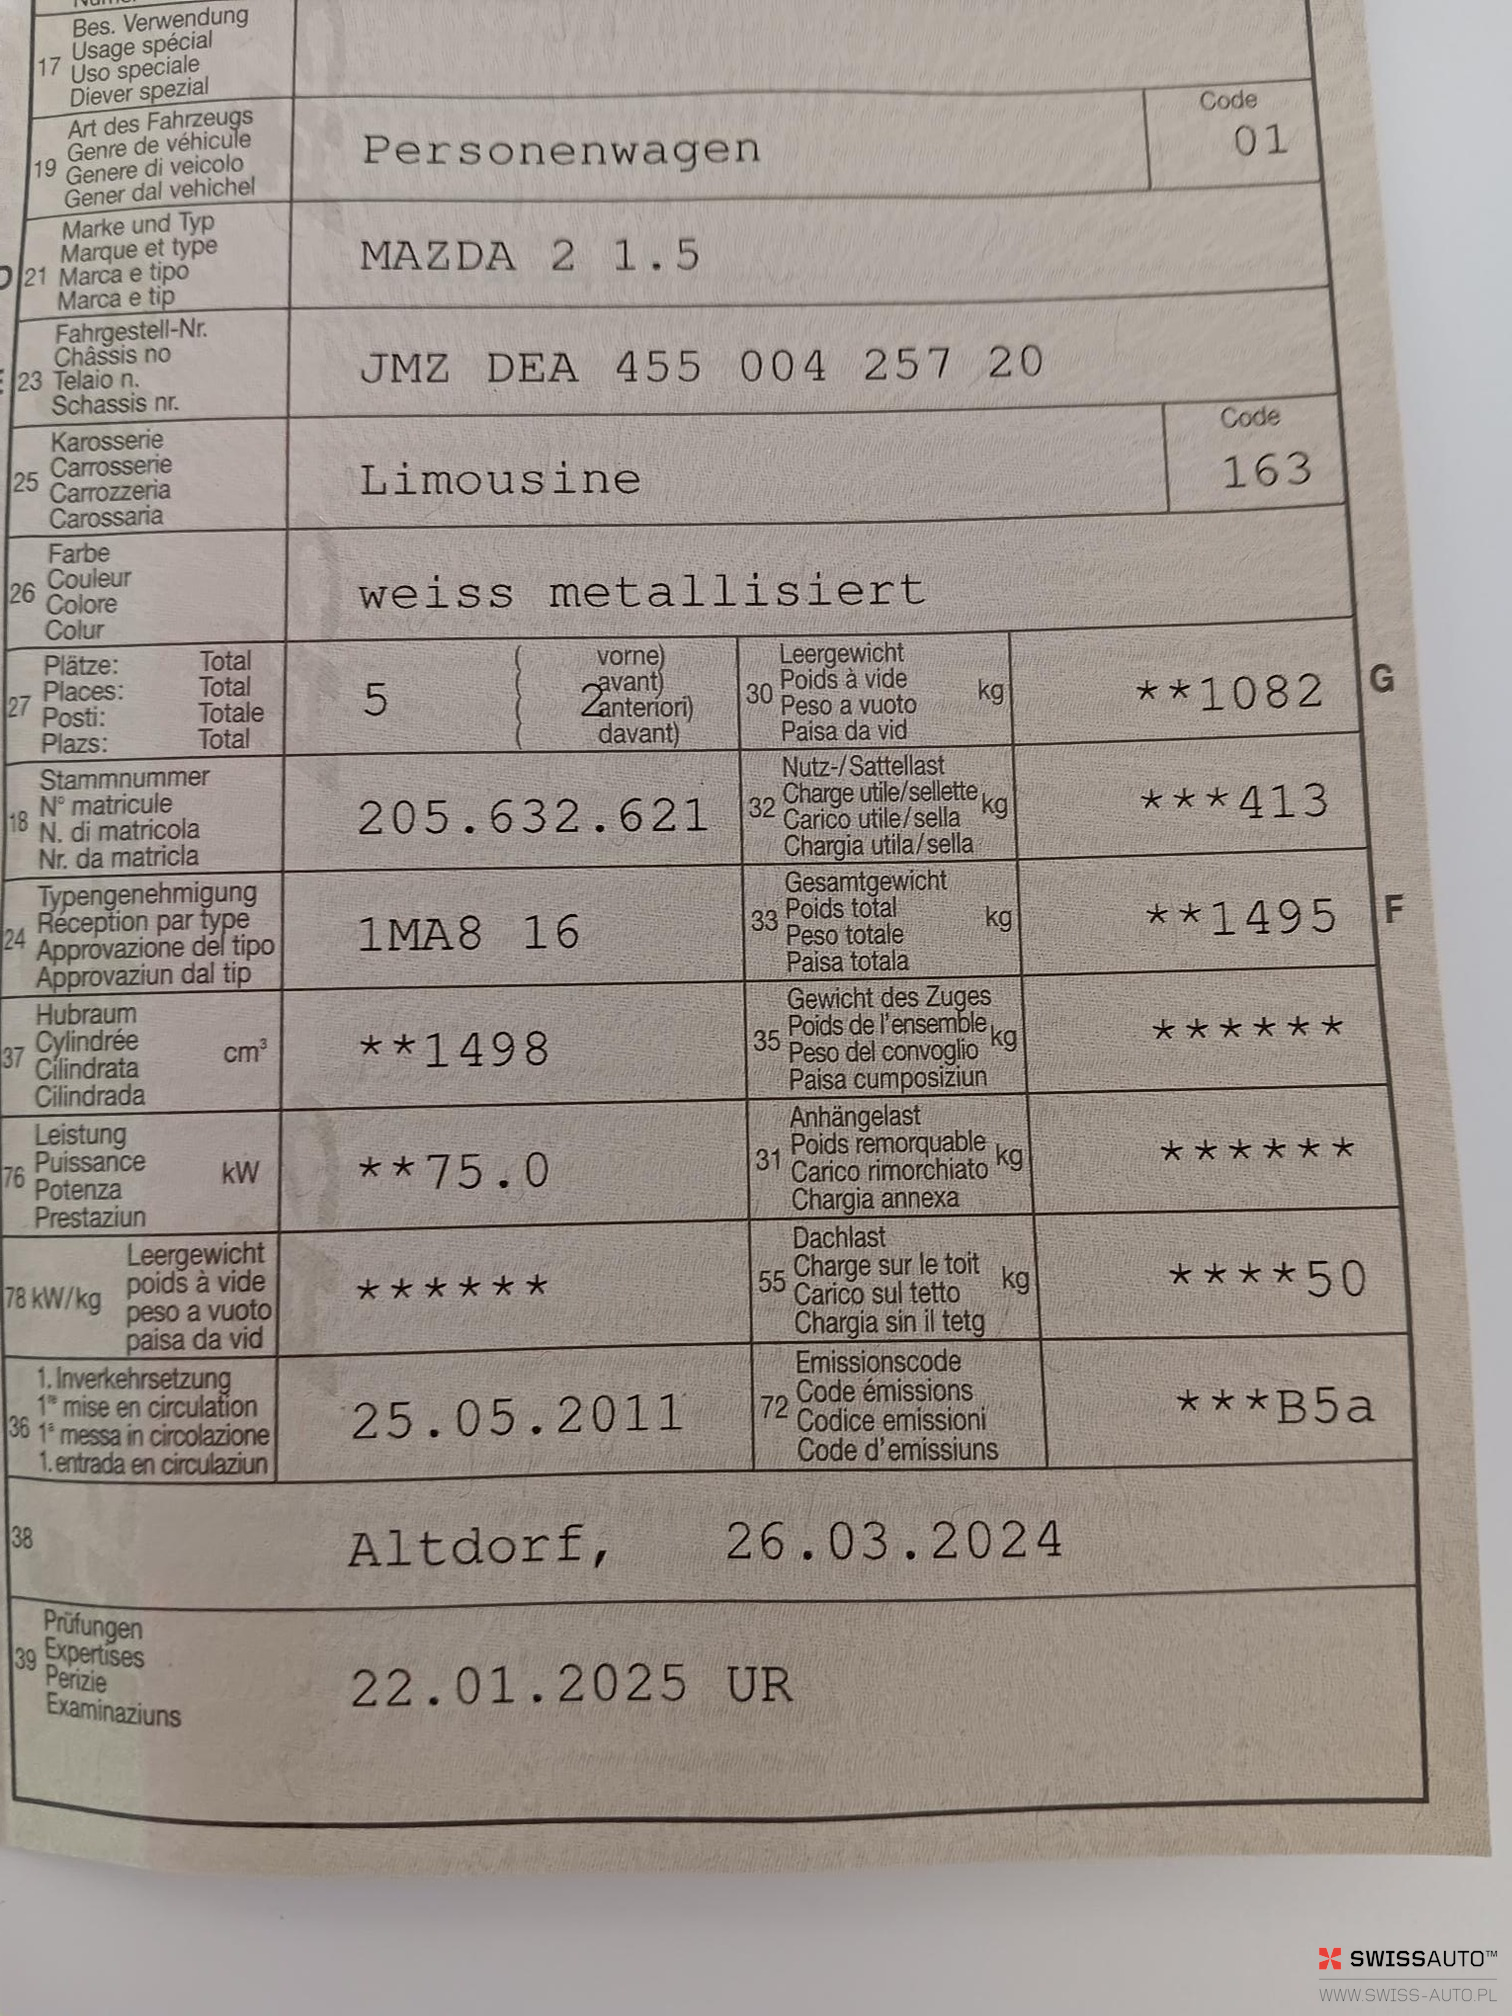 Bes. Verwendung
17 Usage spécial
Uso speciale
Diever spezial
Art des Fahrzeugs
19 Genre de véhicule
Genere di veicolo
Gener dal vehichel
Personenwagen
Code
01
Marke und Typ
Marque et type
21 Marca e tipo
Marca e tip
MAZDA 2 1.5
Fahrgestell-Nr.
Châssis no
23 Telaio n.
Schassis nr.
JMZ DEA 455 004 257 20
Karosserie
25 Carrosserie
Carrozzeria
Carossaria
Limousine
Code
163
Farbe
26 Couleur
Colore
Colur
weiss metallisiert
Plätze: Total
27 Places: Total
Posti: Totale
Plazs: Total
5
( vorne)
( avant)
2
( anteriori)
( davant)
Leergewicht
30 Poids à vide kg
Peso a vuoto
Paisa da vid
**1082
G
Stammnummer
18 N° matricule
N. di matricola
Nr. da matricla
205.632.621
Nutz-/Sattellast
32 Charge utile/sellette kg
Carico utile/sella
Chargia utila/sella
***413
Typengenehmigung
24 Réception par type
Approvazione del tipo
Approvaziun dal tip
1MA8 16
Gesamtgewicht
33 Poids total kg
Peso totale
Paisa totala
**1495
F
Hubraum
37 Cylindrée cm³
Cilindrata
Cilindrada
**1498
Gewicht des Zuges
35 Poids de l'ensemble kg
Peso del convoglio
Paisa cumposiziun
******
Leistung
76 Puissance kW
Potenza
Prestaziun
**75.0
Anhängelast
31 Poids remorquable kg
Carico rimorchiato
Chargia annexa
******
Leergewicht
78 kW/kg poids à vide
peso a vuoto
paisa da vid
******
Dachlast
55 Charge sur le toit kg
Carico sul tetto
Chargia sin il tetg
****50
1. Inverkehrsetzung
36 1re mise en circulation
1a messa in circolazione
1. entrada en circulaziun
25.05.2011
Emissionscode
72 Code émissions
Codice emissioni
Code d'emissiuns
***B5a
38
Altdorf, 26.03.2024
Prüfungen
39 Expertises
Perizie
Examinaziuns
22.01.2025 UR
SWISSAUTO™
WWW.SWISS-AUTO.PL